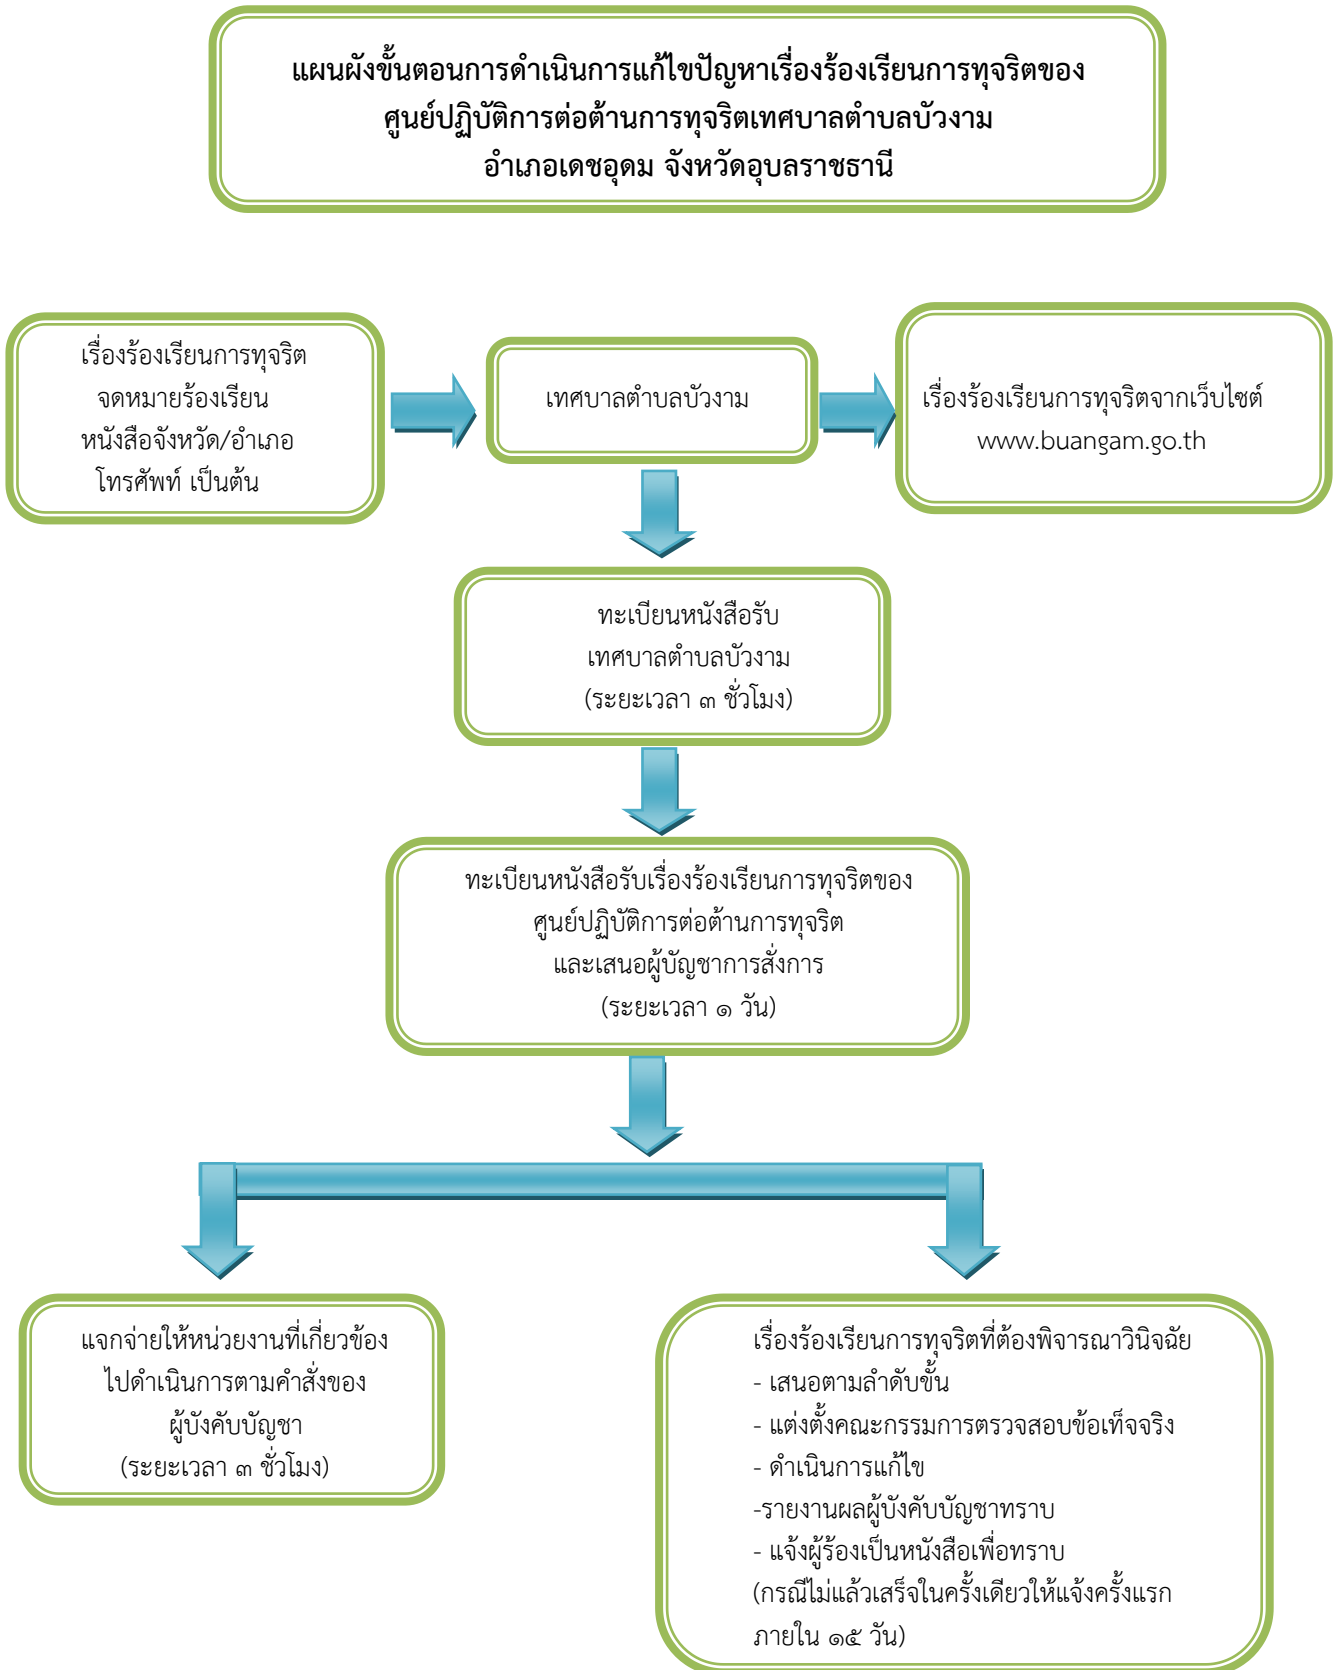 แผนผังขั้นตอนการดำเนินการแก้ไขปัญหาเรื่องร้องเรียนการทุจริตของ
ศูนย์ปฏิบัติการต่อต้านการทุจริตเทศบาลตำบลบัวงาม
อำเภอเดชอุดม จังหวัดอุบลราชธานี
เรื่องร้องเรียนการทุจริต
จดหมายร้องเรียน
หนังสือจังหวัด/อำเภอ
โทรศัพท์ เป็นต้น
เทศบาลตำบลบัวงาม
เรื่องร้องเรียนการทุจริตจากเว็บไซต์
www.buangam.go.th
ทะเบียนหนังสือรับ
เทศบาลตำบลบัวงาม
(ระยะเวลา ๓ ชั่วโมง)
ทะเบียนหนังสือรับเรื่องร้องเรียนการทุจริตของ
ศูนย์ปฏิบัติการต่อต้านการทุจริต
และเสนอผู้บัญชาการสั่งการ
(ระยะเวลา ๑ วัน)
แจกจ่ายให้หน่วยงานที่เกี่ยวข้อง
ไปดำเนินการตามคำสั่งของ
ผู้บังคับบัญชา
(ระยะเวลา ๓ ชั่วโมง)
เรื่องร้องเรียนการทุจริตที่ต้องพิจารณาวินิจฉัย
- เสนอตามลำดับขั้น
- แต่งตั้งคณะกรรมการตรวจสอบข้อเท็จจริง
- ดำเนินการแก้ไข
-รายงานผลผู้บังคับบัญชาทราบ
- แจ้งผู้ร้องเป็นหนังสือเพื่อทราบ
(กรณีไม่แล้วเสร็จในครั้งเดียวให้แจ้งครั้งแรก
ภายใน ๑๕ วัน)